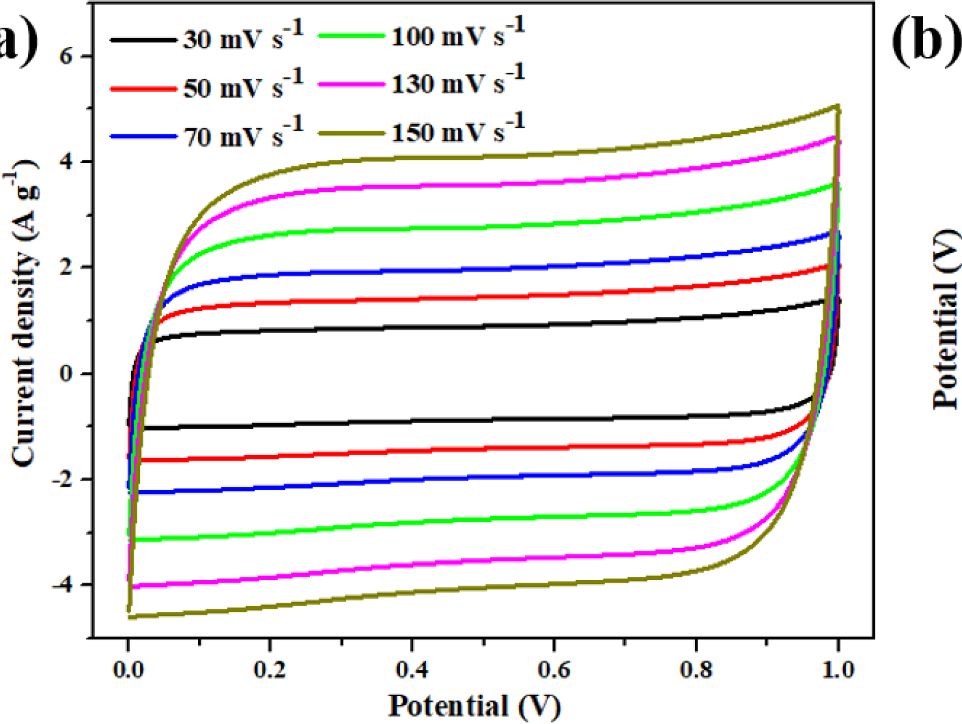 a)
(b)
30 mV s-1
50 mV s-1
70 mV s-1
100 mV s-1
130 mV s-1
150 mV s-1
Current density (A g-1)
6
4
2
0
-2
-4
0.0 0.2 0.4 0.6 0.8 1.0
Potential (V)
Potential (V)